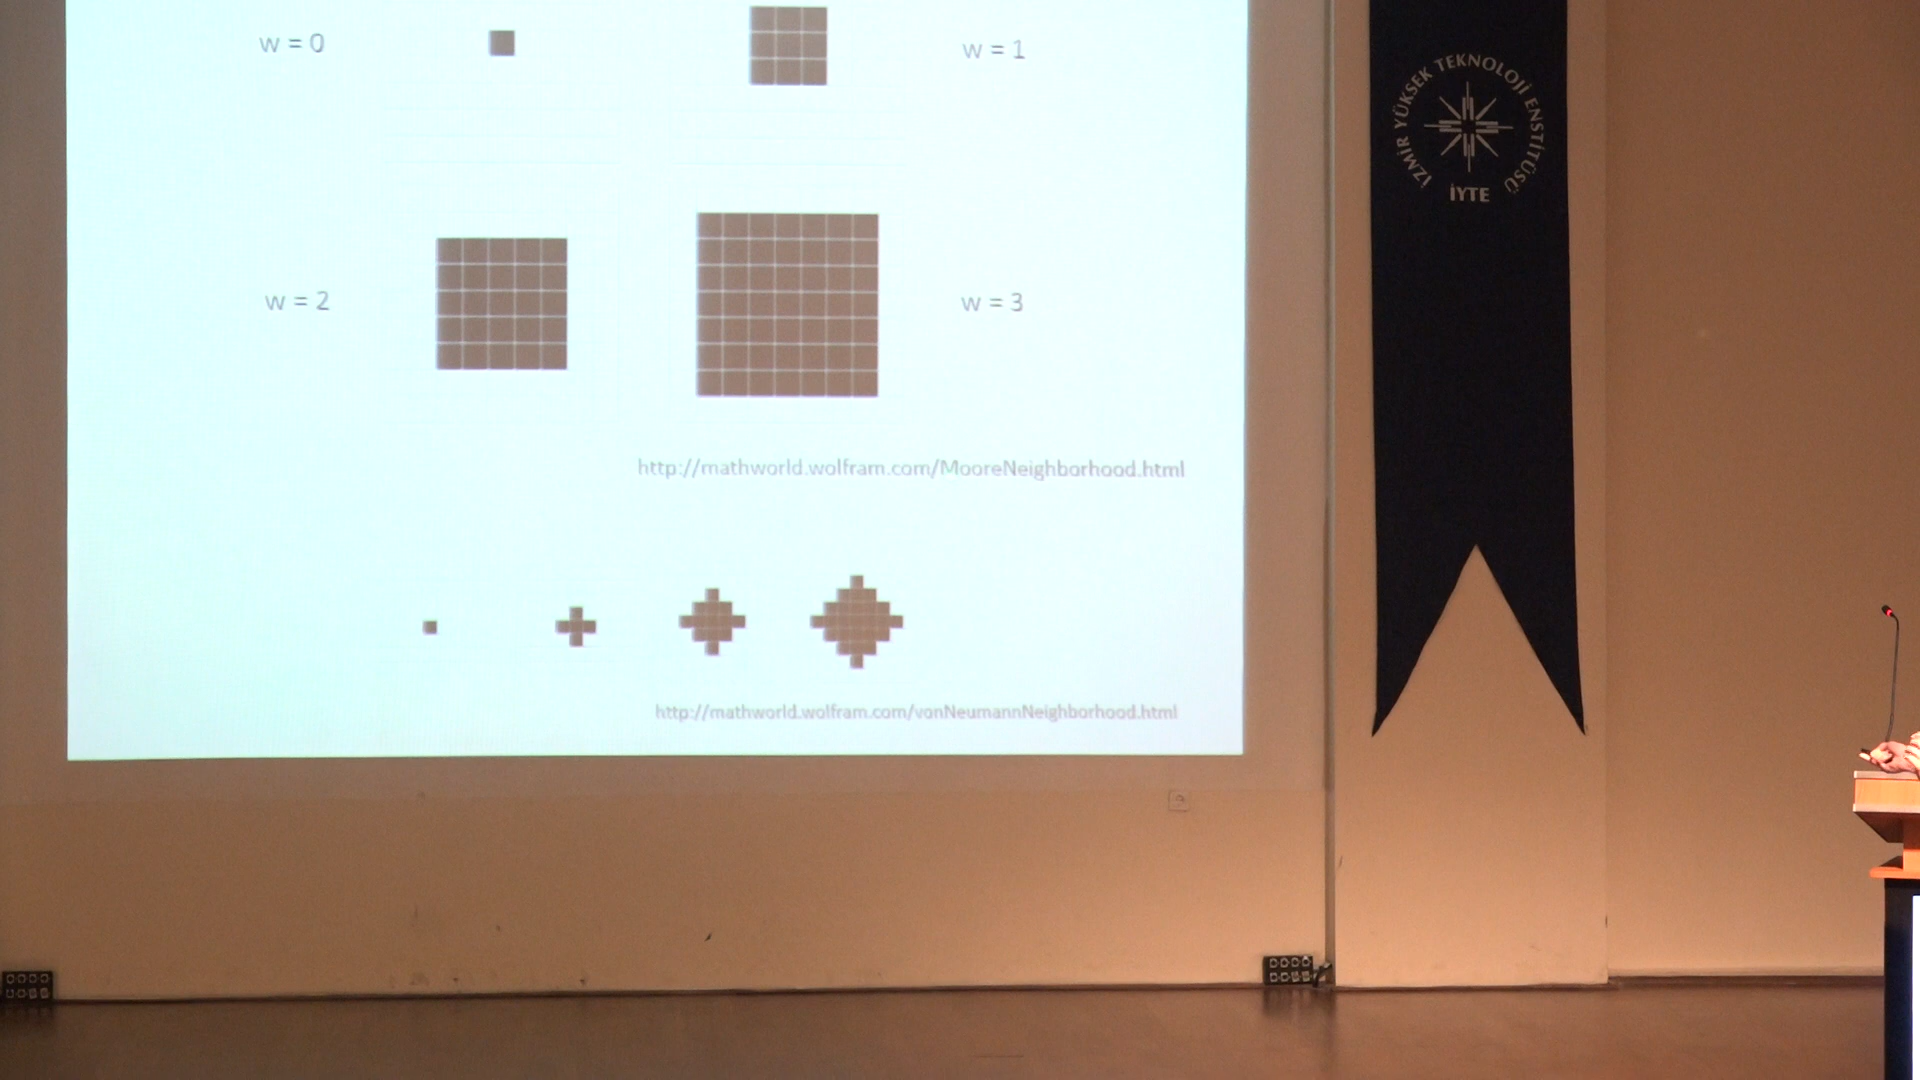 w = 0
w = 1
w = 2
w = 3
http://mathworld.wolfram.com/MooreNeighborhood.html
http://mathworld.wolfram.com/vonNeumannNeighborhood.html
İZMİR YÜKSEK TEKNOLOJİ ENSTİTÜSÜ
İYTE